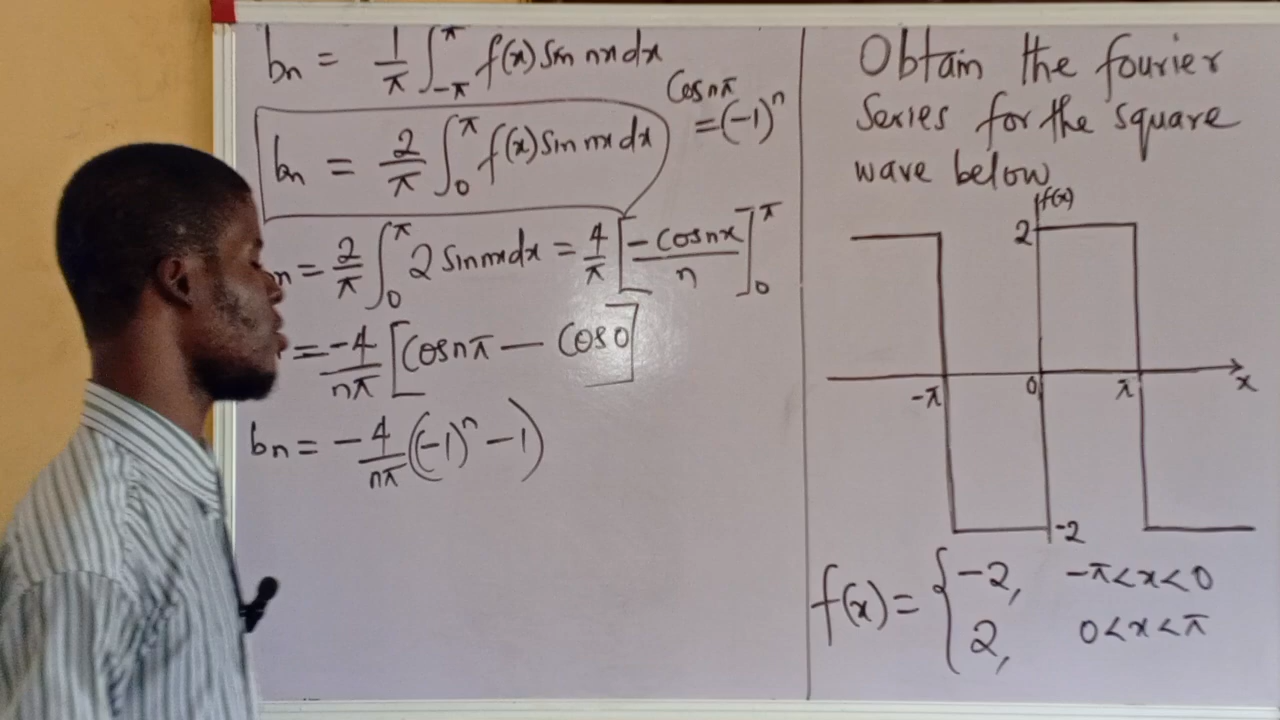 bn = 1/π ∫_{-π}^{π} f(x) sin nx dx
Cos nπ
= (-1)^n
bn = 2/π ∫_0^π f(x) sin nx dx
n = 2/π ∫_0^π 2 sin nx dx = 4/π [-Cos nx / n]_0^π
= -4/nπ [Cos nπ - Cos 0]
bn = -4/nπ ((-1)^n - 1)
Obtain the fourier
Series for the square
wave below
f(x)
2
-π 0 π x
-2
f(x) = { -2, -π<x<0
2, 0<x<π